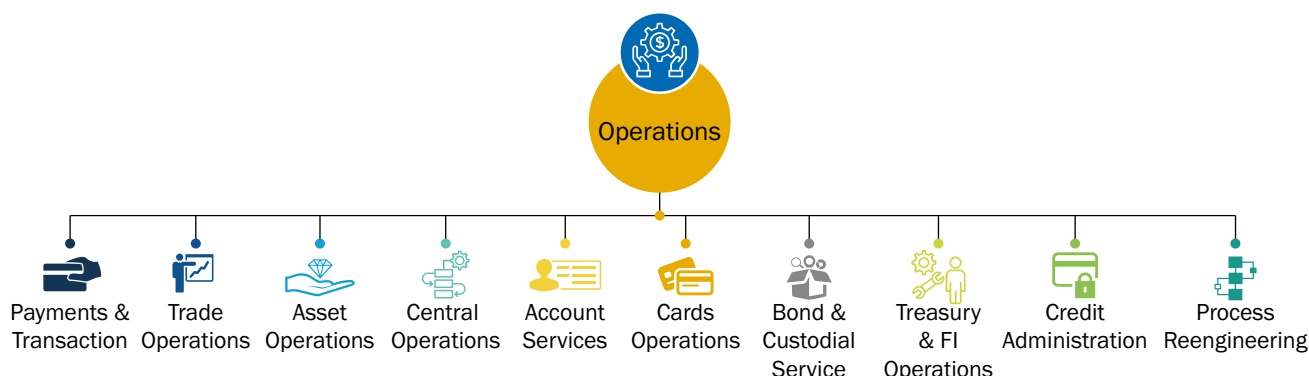 $
Operations
Payments &
Transaction
Trade
Operations
Asset
Operations
Central
Operations
Account
Services
Cards
Operations
Bond &
Custodial
Service
Treasury
& FI
Operations
Credit
Administration
Process
Reengineering